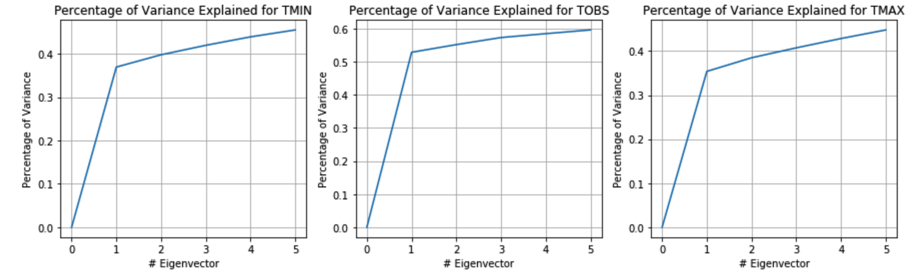 Percentage of Variance Explained for TMIN
Percentage of Variance
0.4
0.3
0.2
0.1
0.0
0 1 2 3 4 5
# Eigenvector
Percentage of Variance Explained for TOBS
Percentage of Variance
0.6
0.5
0.4
0.3
0.2
0.1
0.0
0 1 2 3 4 5
# Eigenvector
Percentage of Variance Explained for TMAX
Percentage of Variance
0.4
0.3
0.2
0.1
0.0
0 1 2 3 4 5
# Eigenvector